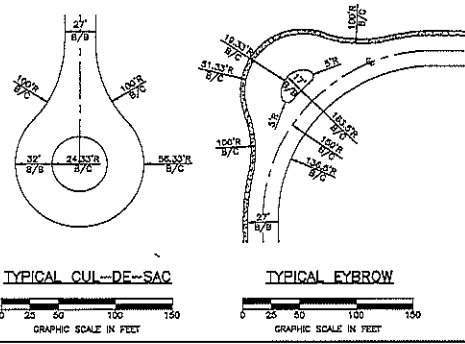 27'
B/B
100'R
B/C
100'R
B/C
32'
B/B
24.33'R
B/C
56.33'R
B/C
TYPICAL CUL-DE-SAC
0 25 50 100 150
GRAPHIC SCALE IN FEET
100'R
B/C
19.33'R
B/C
51.33'R
B/C
17'
B/B
5'R
5'R
100'R
B/C
163.5'R
B/C
150'R
136.5'R
B/C
27'
B/B
TYPICAL EYBROW
0 25 50 100 150
GRAPHIC SCALE IN FEET